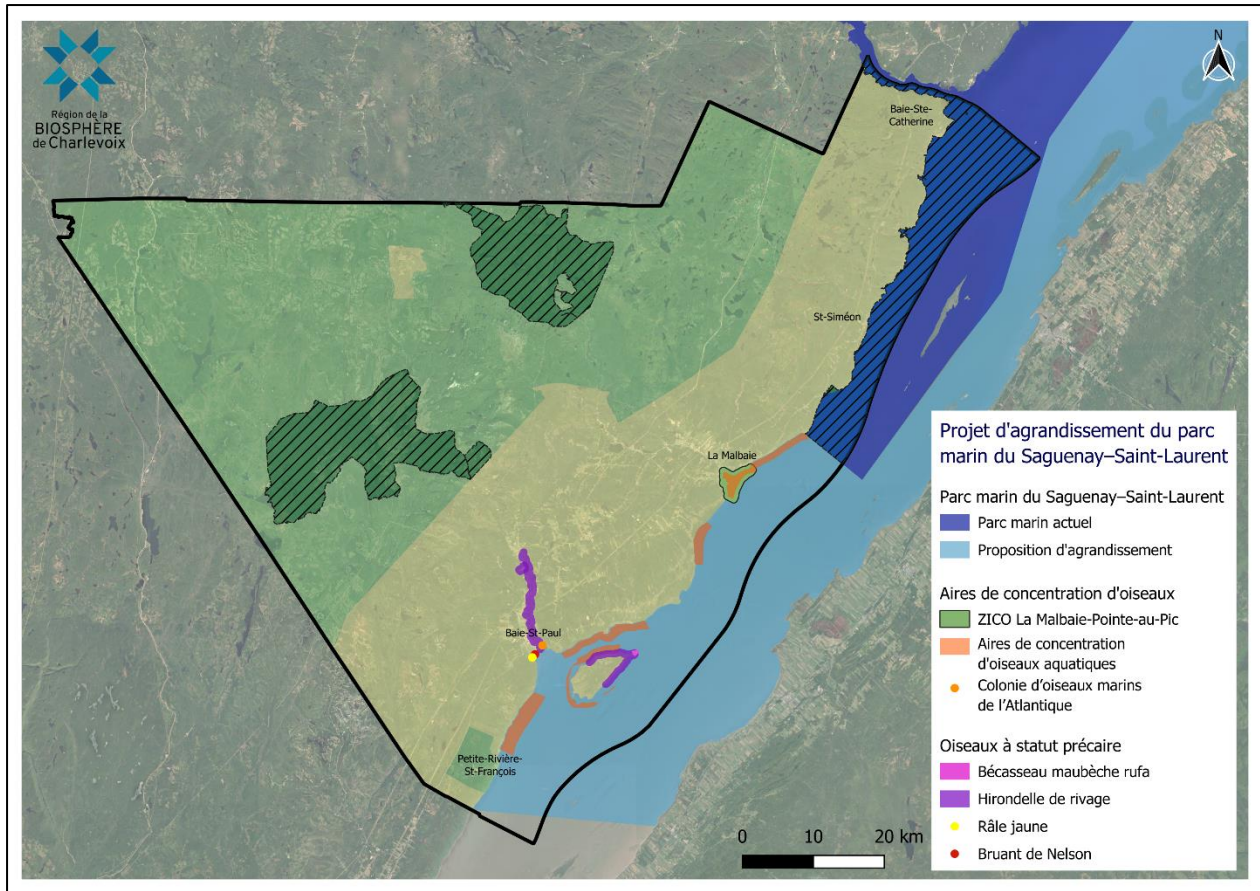 Région de la
BIOSPHÈRE
de Charlevoix
N
Baie-Ste-
Catherine
St-Siméon
La Malbaie
Baie-St-Paul
Petite-Rivière-
St-François
Projet d'agrandissement du parc
marin du Saguenay–Saint-Laurent
Parc marin du Saguenay–Saint-Laurent
Parc marin actuel
Proposition d'agrandissement
Aires de concentration d'oiseaux
ZICO La Malbaie-Pointe-au-Pic
Aires de concentration
d'oiseaux aquatiques
Colonie d’oiseaux marins
de l’Atlantique
Oiseaux à statut précaire
Bécasseau maubèche rufa
Hirondelle de rivage
Râle jaune
Bruant de Nelson
0 10 20 km